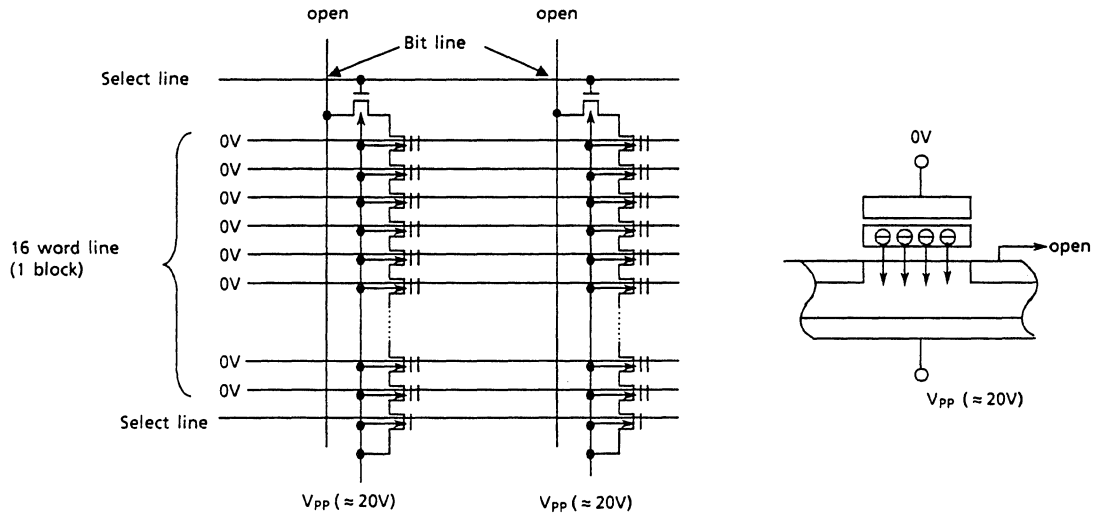 open
open
Bit line
Select line
0V
0V
0V
0V
0V
0V
16 word line
(1 block)
0V
0V
Select line
VPP (≈20V)
VPP (≈20V)
0V
open
VPP (≈20V)